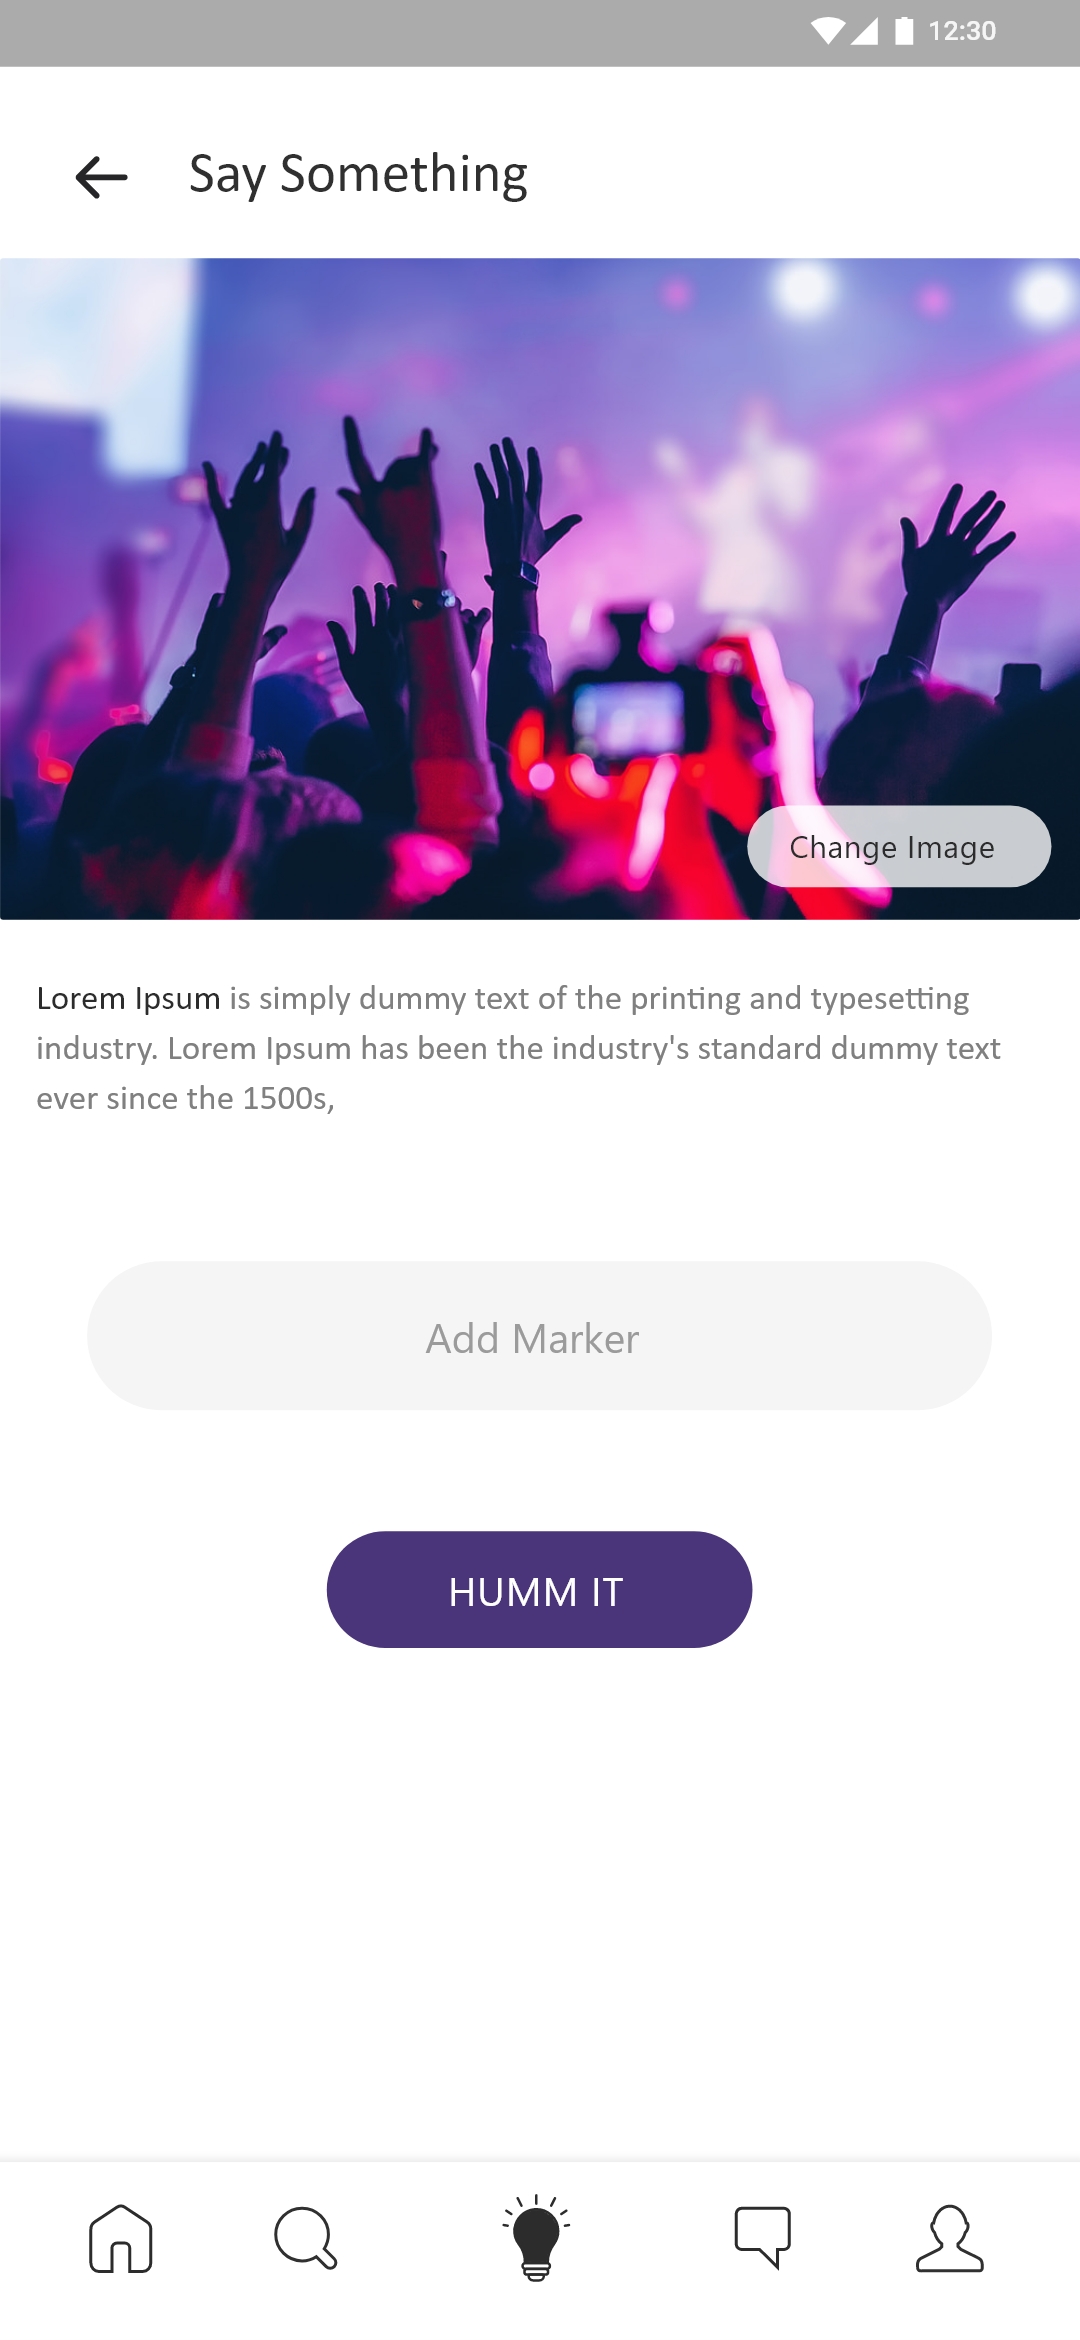 12:30
Say Something
Change Image
Lorem Ipsum is simply dummy text of the printing and typesetting
industry. Lorem Ipsum has been the industry's standard dummy text
ever since the 1500s,
Add Marker
HUMM IT